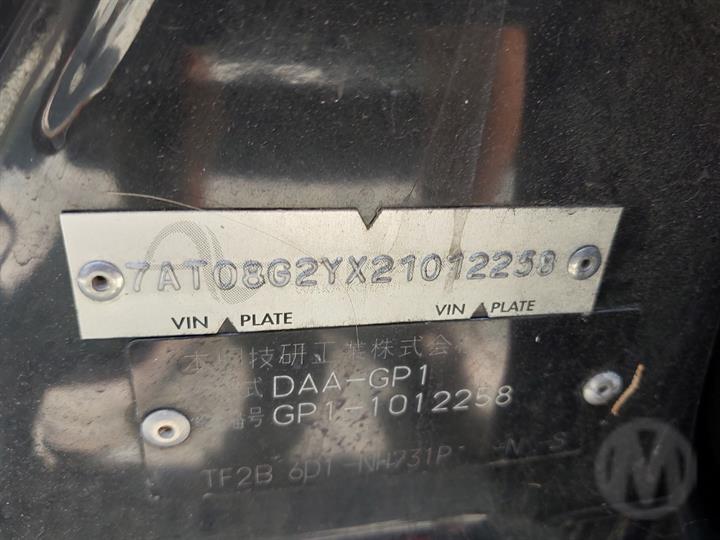 7AT08G2YX21012258
VIN PLATE VIN PLATE
技研工業株式会
式 DAA-GP1
番号 GP1-1012258
TF2B 6D1-NH731P
M